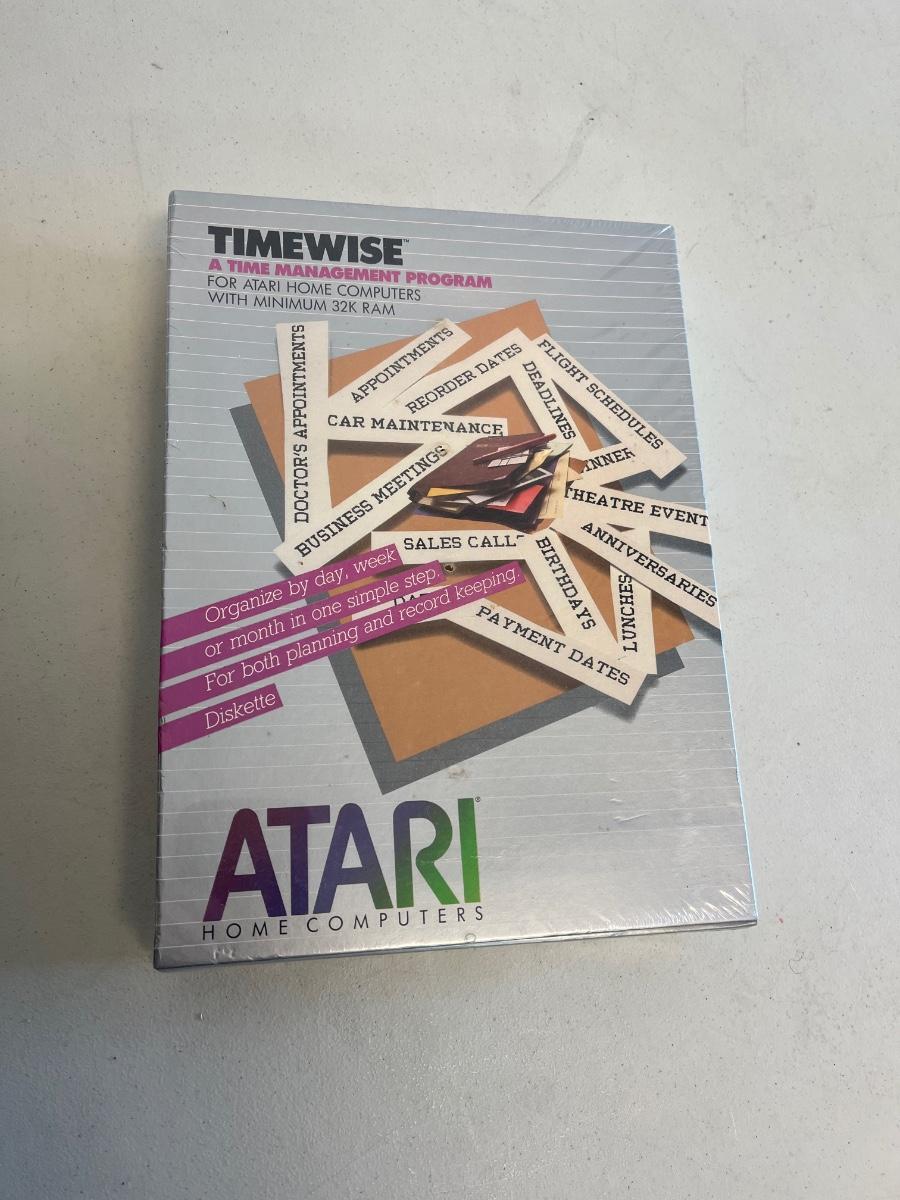 TIMEWISE™
A TIME MANAGEMENT PROGRAM
FOR ATARI HOME COMPUTERS
WITH MINIMUM 32K RAM
DOCTOR'S APPOINTMENTS
APPOINTMENTS
REORDER DATES
FLIGHT SCHEDULES
DEADLINES
CAR MAINTENANCE
BUSINESS MEETINGS
INNER
THEATRE EVENT
SALES CALLS
ANNIVERSARIES
BIRTHDAYS
LUNCHES
PAYMENT DATES
Organize by day, week
or month in one simple step.
For both planning and record keeping.
Diskette
ATARI®
HOME COMPUTERS